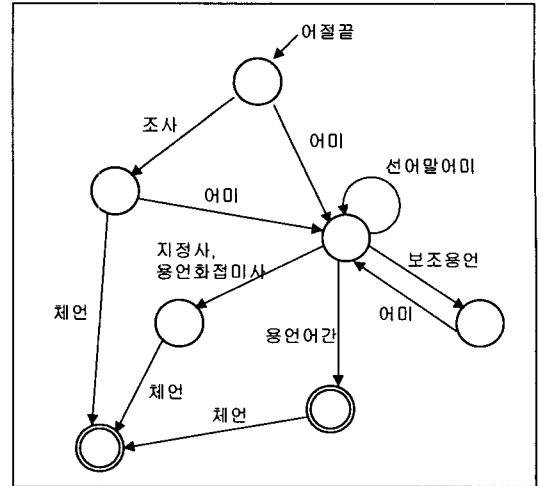 어절끝
조사
어미
선어말어미
어미
지정사,
용언화접미사
보조용언
체언
용언어간
어미
체언
체언